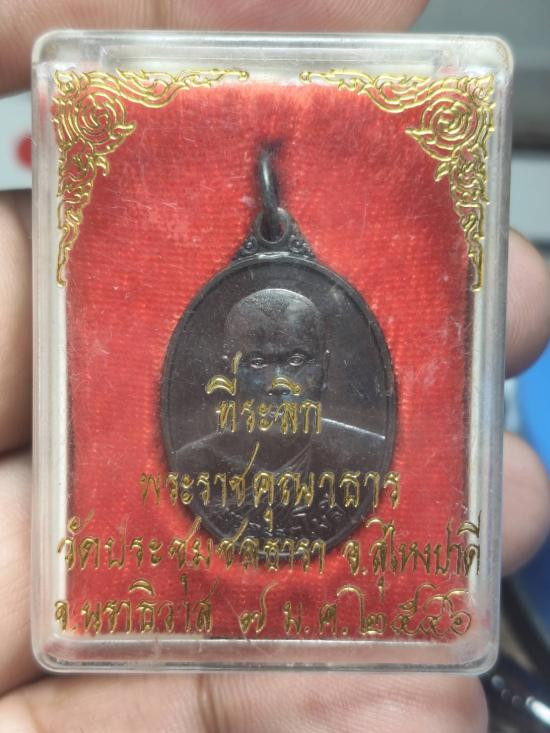 ที่ระลึก
พระราชคุณาธาร
วัดประชุมชลธารา อ.สุไหงปาดี
จ.นราธิวาส ๗ ม.ค.๒๕๕๖